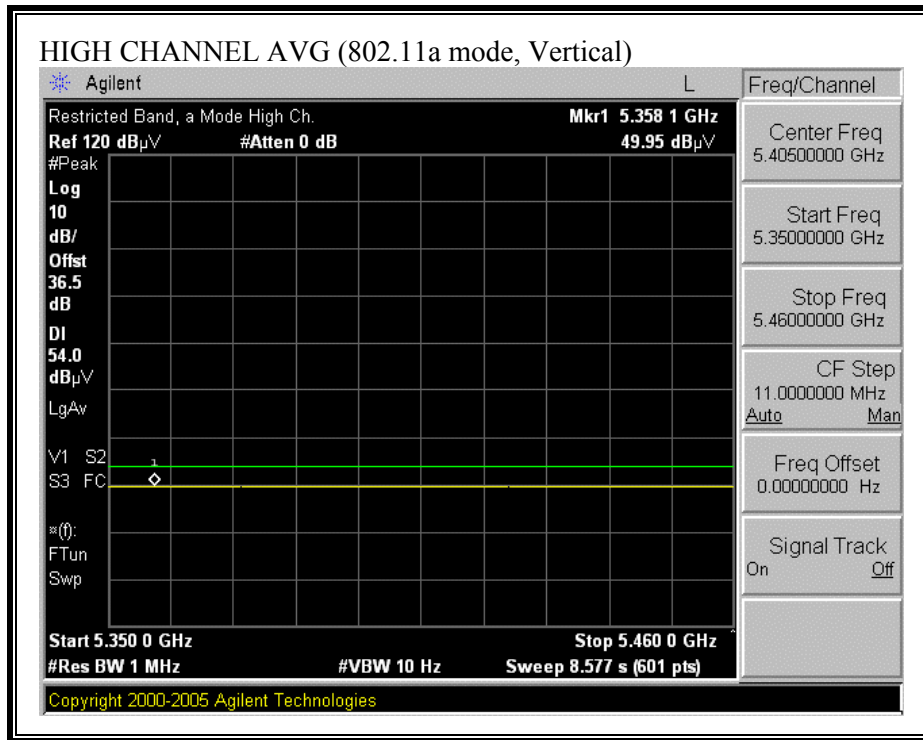 HIGH CHANNEL AVG (802.11a mode, Vertical)
Agilent L
Restricted Band, a Mode High Ch. Mkr1 5.358 1 GHz
Ref 120 dBµV #Atten 0 dB 49.95 dBµV
#Peak
Log
10
dB/
Offst
36.5
dB
DI
54.0
dBµV
LgAv
V1 S2
S3 FC
1
¤(f):
FTun
Swp
Start 5.350 0 GHz Stop 5.460 0 GHz
#Res BW 1 MHz #VBW 10 Hz Sweep 8.577 s (601 pts)
Copyright 2000-2005 Agilent Technologies
Freq/Channel
Center Freq
5.40500000 GHz
Start Freq
5.35000000 GHz
Stop Freq
5.46000000 GHz
CF Step
11.0000000 MHz
Auto Man
Freq Offset
0.00000000 Hz
Signal Track
On Off